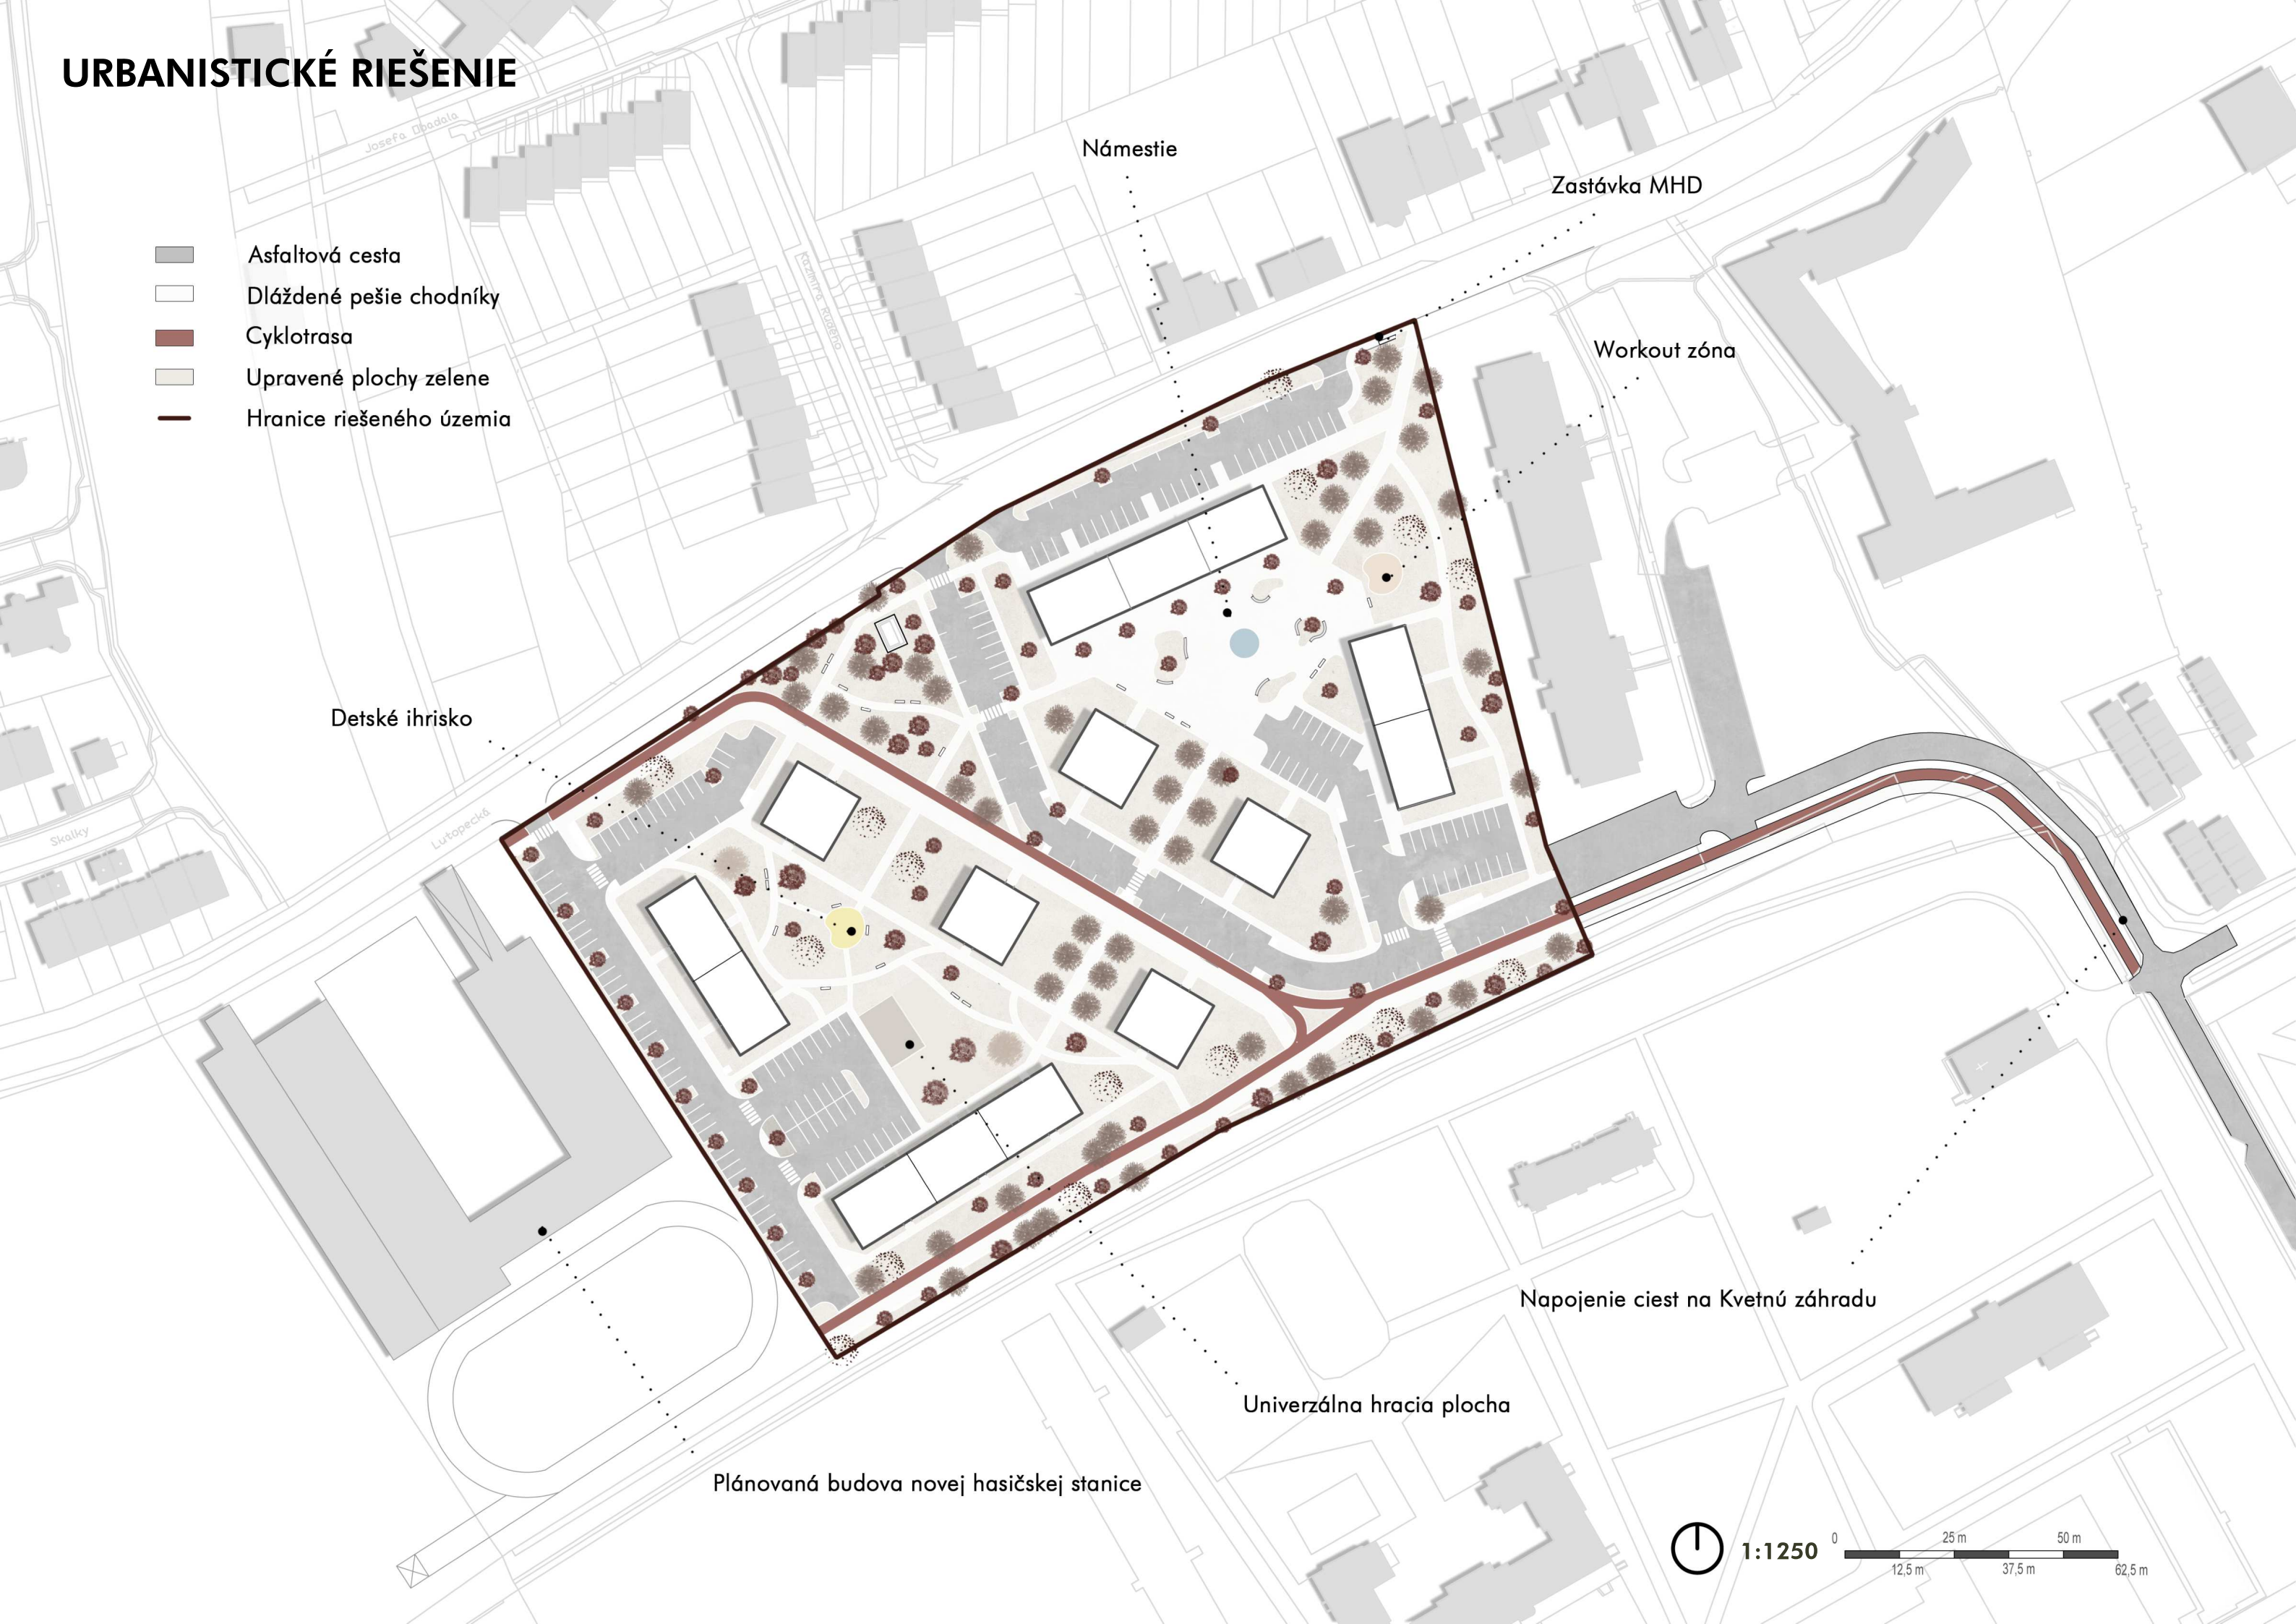 URBANISTICKÉ RIEŠENIE
Josefa Dbadala
Námestie
Zastávka MHD
Asfaltová cesta
Dláždené pešie chodníky
Cyklotrasa
Upravené plochy zelene
Hranice riešeného územia
Workout zóna
Detské ihrisko
Skalky
Lutopecká
Napojenie ciest na Kvetnú záhradu
Univerzálna hracia plocha
Plánovaná budova novej hasičskej stanice
1:1250
0 25 m 50 m
12,5 m 37,5 m 62,5 m